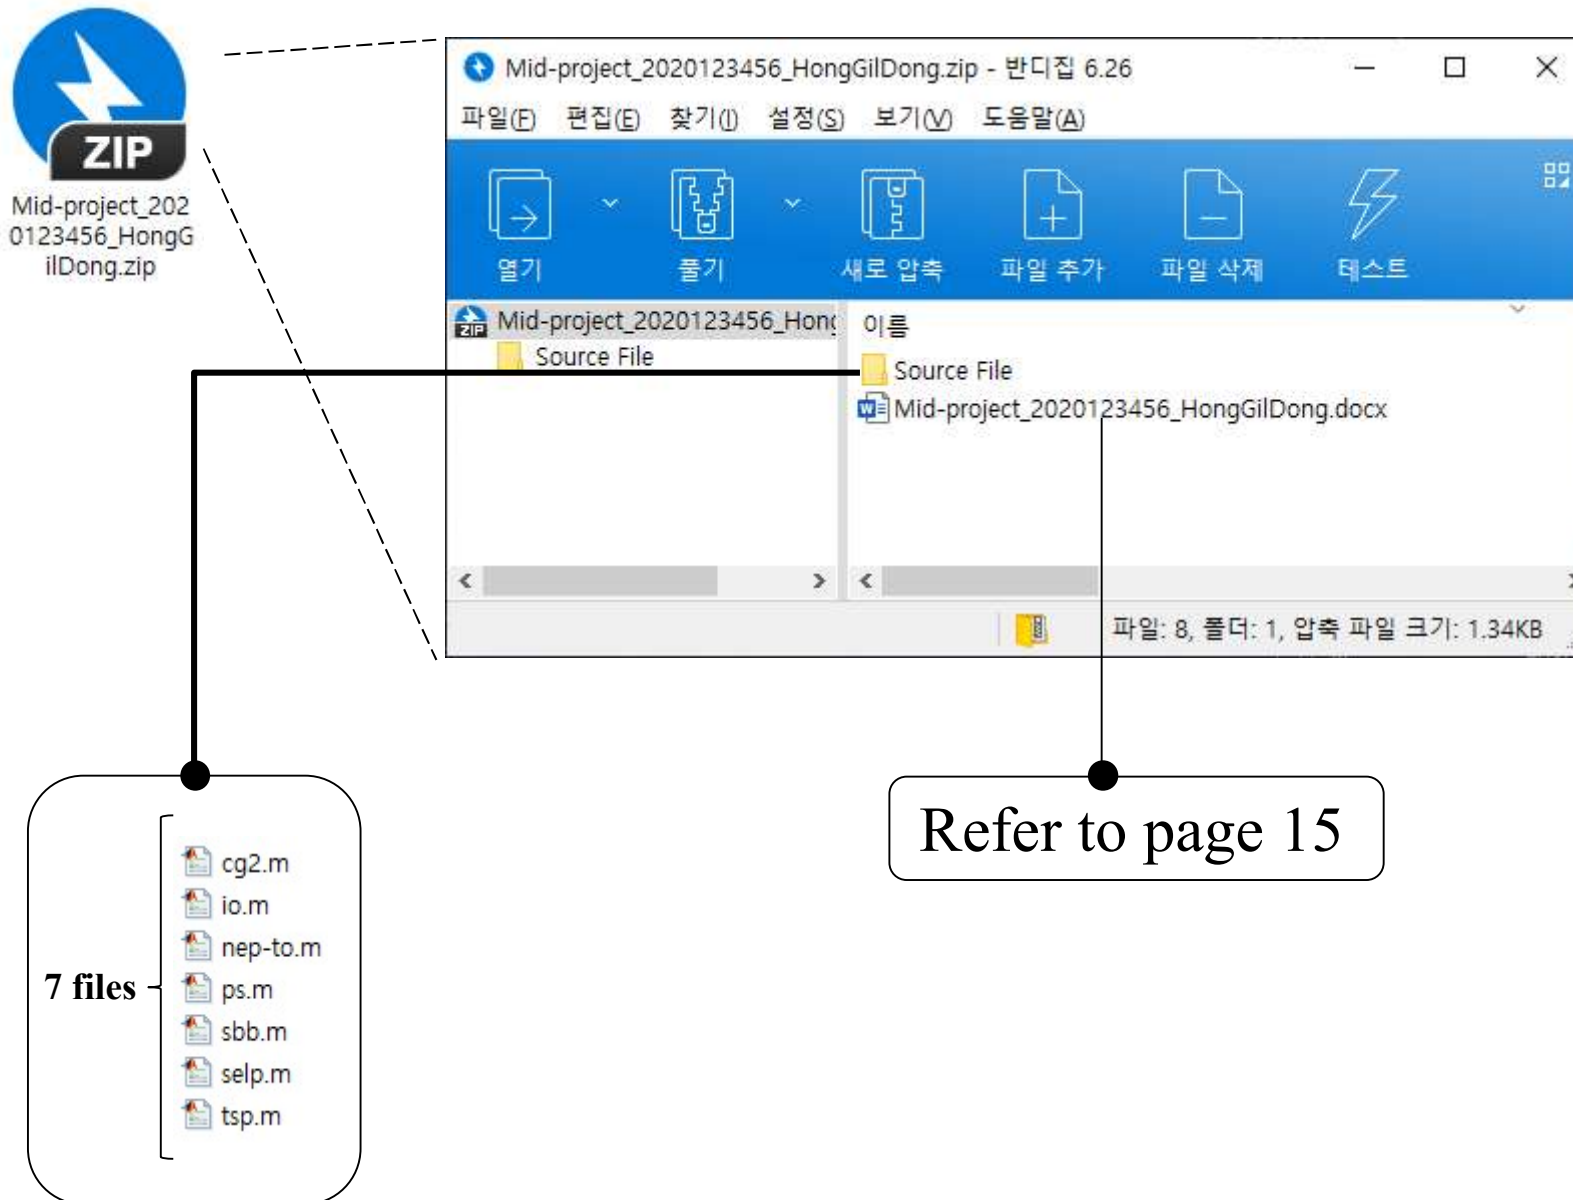 ZIP
Mid-project_202
0123456_HongG
ilDong.zip
Mid-project_2020123456_HongGilDong.zip - 반디집 6.26
파일(F) 편집(E) 찾기(I) 설정(S) 보기(V) 도움말(A)
열기 풀기 새로 압축 파일 추가 파일 삭제 테스트
ZIP Mid-project_2020123456_Hong
Source File
이름
Source File
Mid-project_2020123456_HongGilDong.docx
파일: 8, 폴더: 1, 압축 파일 크기: 1.34KB
7 files
cg2.m
io.m
nep-to.m
ps.m
sbb.m
selp.m
tsp.m
Refer to page 15